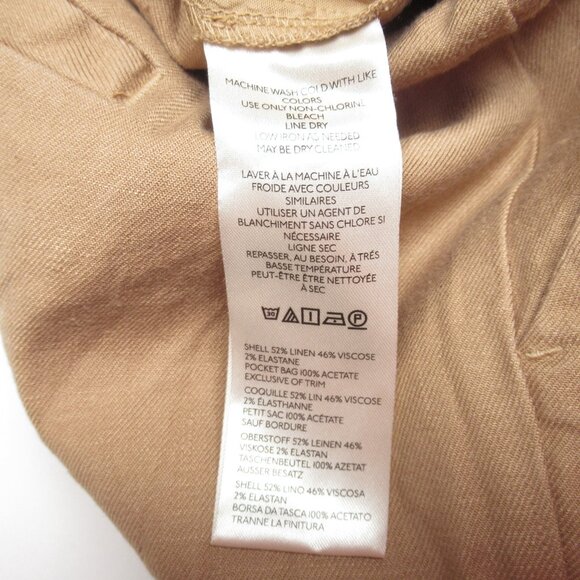 MACHINE WASH COLD WITH LIKE
COLORS
USE ONLY NON-CHLORINE
BLEACH
LINE DRY
LOW IRON AS NEEDED
MAY BE DRY CLEANED
LAVER À LA MACHINE À L'EAU
FROIDE AVEC COULEURS
SIMILAIRES
UTILISER UN AGENT DE
BLANCHIMENT SANS CHLORE SI
NÉCESSAIRE
LIGNE SEC
REPASSER, AU BESOIN, À TRÉS
BASSE TEMPÉRATURE
PEUT-ÊTRE ÊTRE NETTOYÉE
À SEC
30 P
SHELL 52% LINEN 46% VISCOSE
2% ELASTANE
POCKET BAG 100% ACETATE
EXCLUSIVE OF TRIM
COQUILLE 52% LIN 46% VISCOSE
2% ÉLASTHANNE
PETIT SAC 100% ACÉTATE
SAUF BORDURE
OBERSTOFF 52% LEINEN 46%
VISKOSE 2% ELASTAN
TASCHENBEUTEL 100% AZETAT
AUSSER BESATZ
SHELL 52% LINO 46% VISCOSA
2% ELASTAN
BORSA DA TASCA 100% ACETATO
TRANNE LA FINITURA